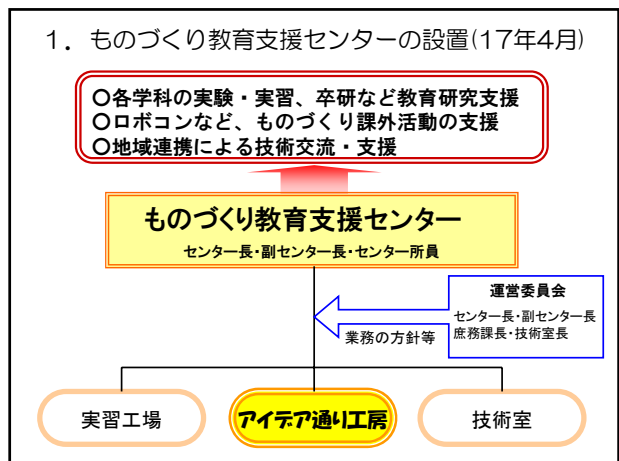 １．ものづくり教育支援センターの設置(17年4月)
〇各学科の実験・実習、卒研など教育研究支援
〇ロボコンなど、ものづくり課外活動の支援
〇地域連携による技術交流・支援
ものづくり教育支援センター
センター長・副センター長・センター所員
運営委員会
センター長・副センター長
庶務課長・技術室長
業務の方針等
実習工場
アイデア通り工房
技術室